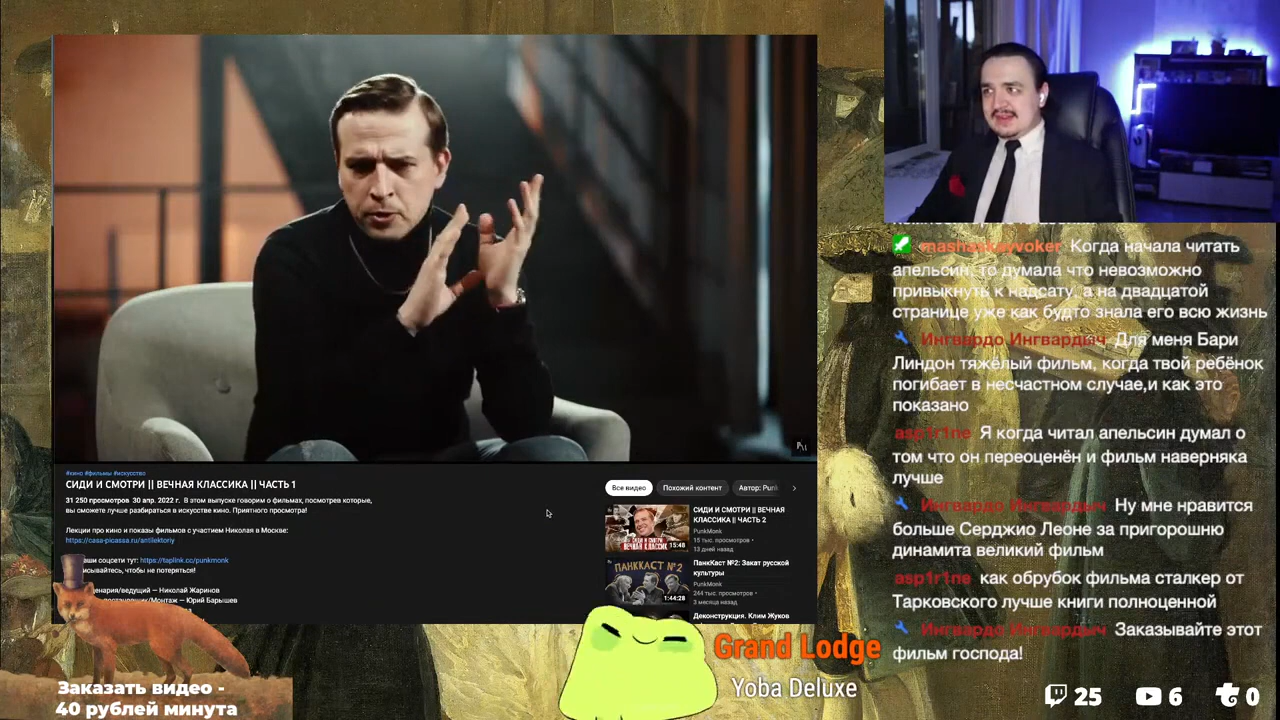 #кино #фильмы #искусство
СИДИ И СМОТРИ || ВЕЧНАЯ КЛАССИКА || ЧАСТЬ 1
31 250 просмотров 30 апр. 2022 г. В этом выпуске говорим о фильмах, посмотрев которые,
вы сможете лучше разбираться в искусстве кино. Приятного просмотра!
Лекции про кино и показы фильмов с участием Николая в Москве:
https://casa-picassa.ru/antilektoriy
наши соцсети тут: https://taplink.cc/punkmonk
чтобы не потеряться!
Николай Жаринов
Юрий Барышев
Все видео
Похожий контент
Автор: Punk
СИДИ И СМОТРИ || ВЕЧНАЯ
КЛАССИКА || ЧАСТЬ 2
PunkMonk
15 тыс. просмотров •
13 дней назад
15:48
ПАНККАСТ №2
1:44:28
ПанкКаст №2: Закат русской
культуры
PunkMonk
244 тыс. просмотров •
3 месяца назад
Деконструкция. Клим Жуков
Заказать видео -
40 рублей минута
Grand Lodge
Yoba Deluxe
Когда начала читать
апельсин, то думала что невозможно
привыкнуть к надсату, а на двадцатой
странице уже как будто знала его всю жизнь
Ингвардо Ингвардыч Для меня Бари
Линдон тяжёлый фильм, когда твой ребёнок
погибает в несчастном случае,и как это
показано
asp1r1ne Я когда читал апельсин думал о
том что он переоценён и фильм наверняка
лучше
Ингвардо Ингвардыч Ну мне нравится
больше Серджио Леоне за пригорошню
динамита великий фильм
asp1r1ne как обрубок фильма сталкер от
Тарковского лучше книги полноценной
Ингвардо Ингвардыч Заказывайте этот
фильм господа!
25
6
0